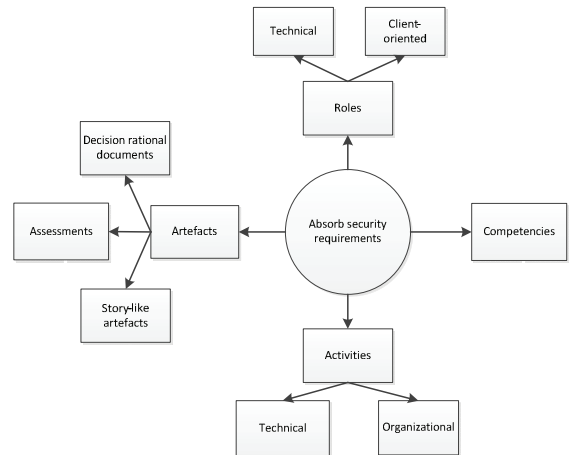 Technical
Client-
oriented
Roles
Decision rational
documents
Assessments
Artefacts
Absorb security
requirements
Competencies
Story-like
artefacts
Activities
Technical
Organizational